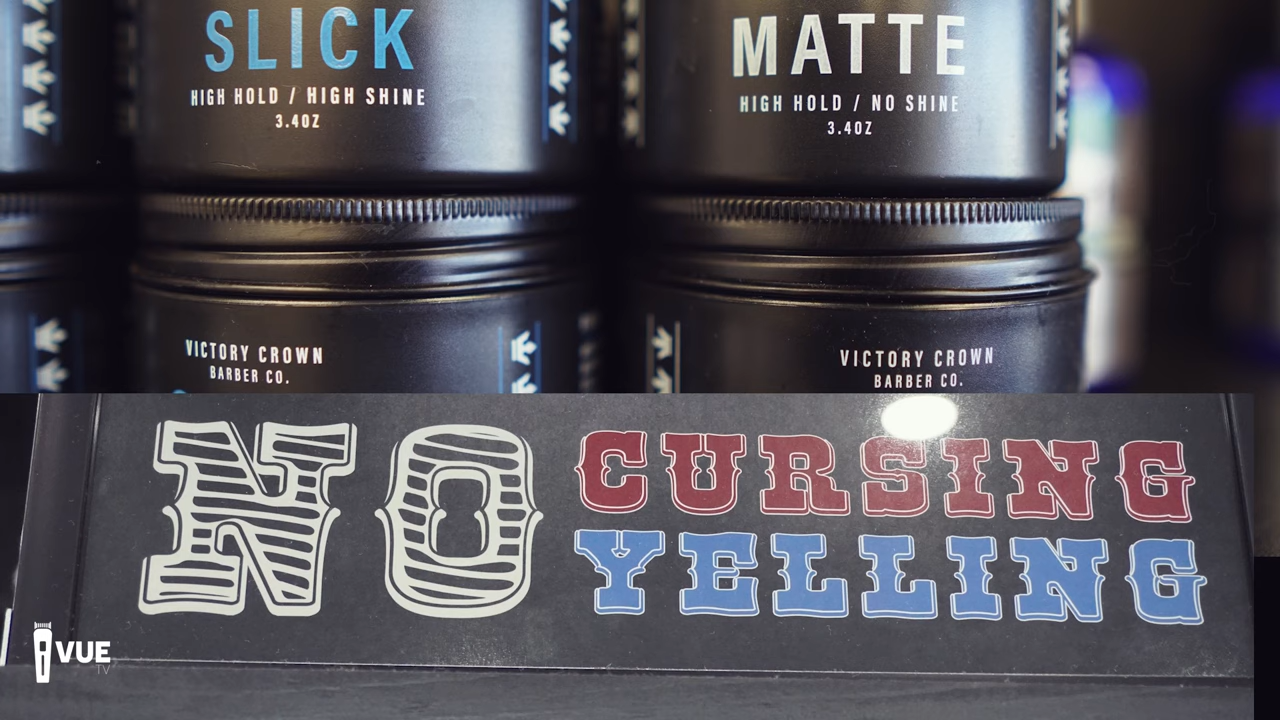 SLICK
HIGH HOLD / HIGH SHINE
3.4OZ
MATTE
HIGH HOLD / NO SHINE
3.4OZ
VICTORY CROWN
BARBER CO.
VICTORY CROWN
BARBER CO.
NO CURSING
YELLING
VUE
TV